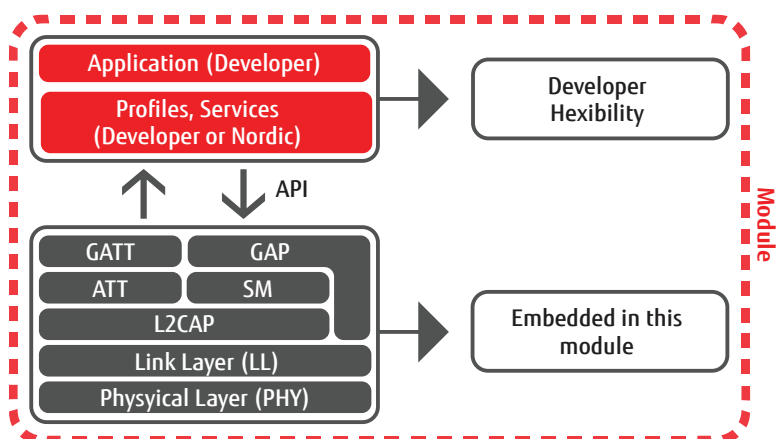 Application (Developer)
Profiles, Services
(Developer or Nordic)
Developer
Hexibility
API
Module
GATT
GAP
ATT
SM
L2CAP
Link Layer (LL)
Physyical Layer (PHY)
Embedded in this
module